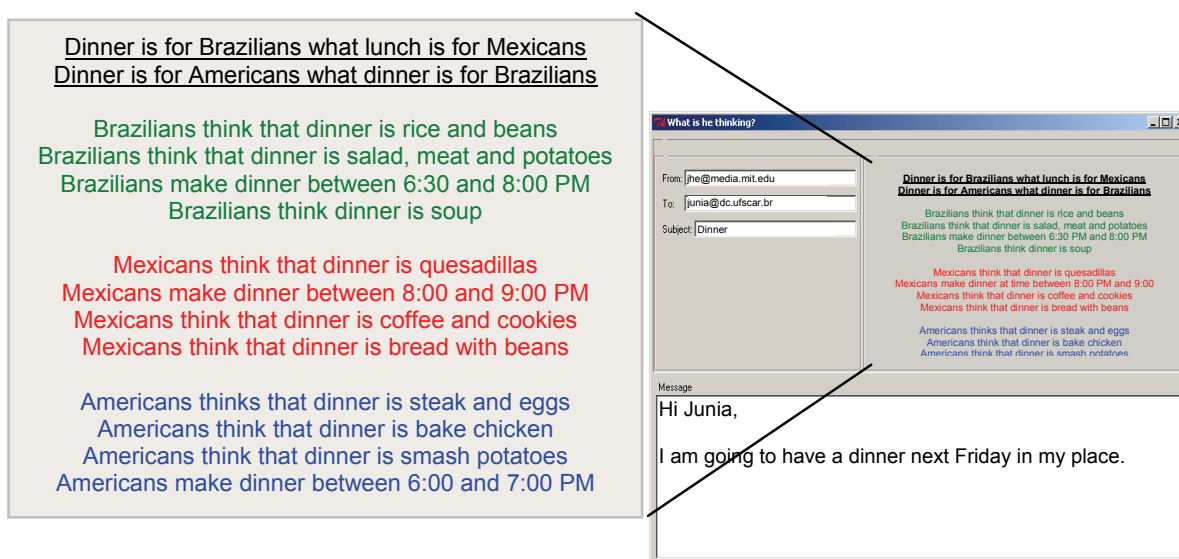 Dinner is for Brazilians what lunch is for Mexicans
Dinner is for Americans what dinner is for Brazilians
Brazilians think that dinner is rice and beans
Brazilians think that dinner is salad, meat and potatoes
Brazilians make dinner between 6:30 and 8:00 PM
Brazilians think dinner is soup
Mexicans think that dinner is quesadillas
Mexicans make dinner between 8:00 and 9:00 PM
Mexicans think that dinner is coffee and cookies
Mexicans think that dinner is bread with beans
Americans thinks that dinner is steak and eggs
Americans think that dinner is bake chicken
Americans think that dinner is smash potatoes
Americans make dinner between 6:00 and 7:00 PM
What is he thinking?
From: jhe@media.mit.edu
To: junia@dc.ufscar.br
Subject: Dinner
Dinner is for Brazilians what lunch is for Mexicans
Dinner is for Americans what dinner is for Brazilians
Brazilians think that dinner is rice and beans
Brazilians think that dinner is salad, meat and potatoes
Brazilians make dinner between 6:30 PM and 8:00 PM
Brazilians think dinner is soup
Mexicans think that dinner is quesadillas
Mexicans make dinner at time between 8:00 PM and 9:00
Mexicans think that dinner is coffee and cookies
Mexicans think that dinner is bread with beans
Americans thinks that dinner is steak and eggs
Americans think that dinner is bake chicken
Americans think that dinner is smash potatoes
Message
Hi Junia,
I am going to have a dinner next Friday in my place.